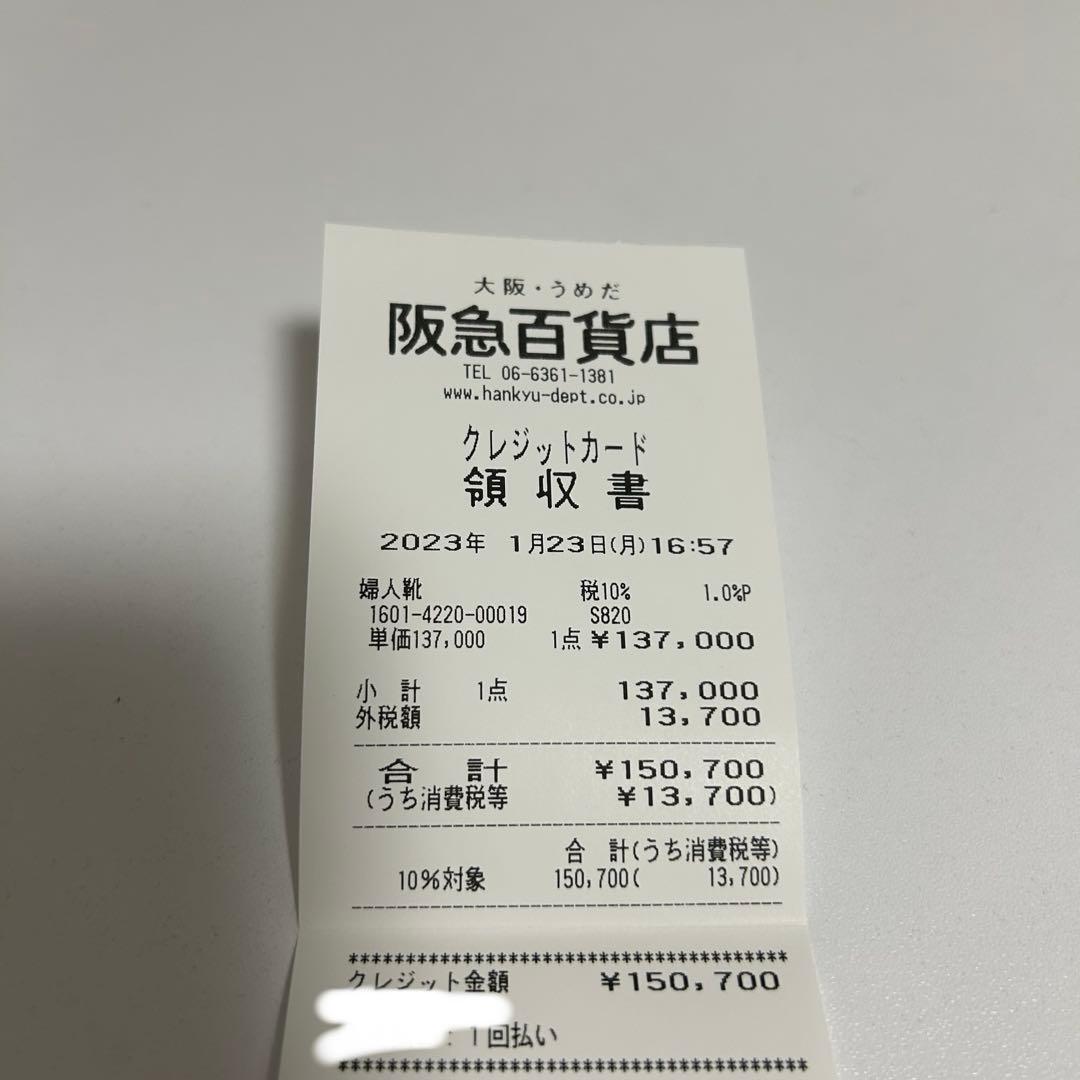 大阪・うめだ
阪急百貨店
TEL 06-6361-1381
www.hankyu-dept.co.jp
クレジットカード
領収書
2023年 1月23日(月)16:57
婦人靴 税10% 1.0%P
1601-4220-00019 S820
単価137,000 1点 ¥137,000
小 計 1点 137,000
外税額 13,700
合 計 ¥150,700
(うち消費税等 ¥13,700)
合 計(うち消費税等)
10%対象 150,700( 13,700)
**************************************
クレジット金額 ¥150,700
: 1回払い
**************************************